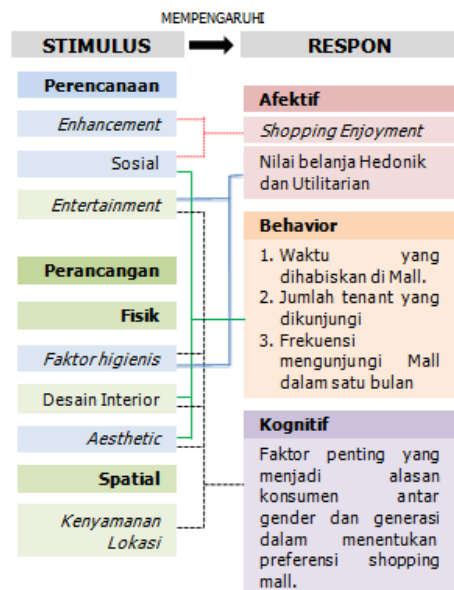 MEMPENGARUHI
STIMULUS
RESPON
Perencanaan
Enhancement
Sosial
Entertainment
Perancangan
Fisik
Faktor higienis
Desain Interior
Aesthetic
Spatial
Kenyamanan
Lokasi
Afektif
Shopping Enjoyment
Nilai belanja Hedonik
dan Utilitarian
Behavior
1. Waktu yang
dihabiskan di Mall.
2. Jumlah tenant yang
dikunjungi
3. Frekuensi
mengunjungi Mall
dalam satu bulan
Kognitif
Faktor penting yang
menjadi alasan
konsumen antar
gender dan generasi
dalam menentukan
preferensi shopping
mall.